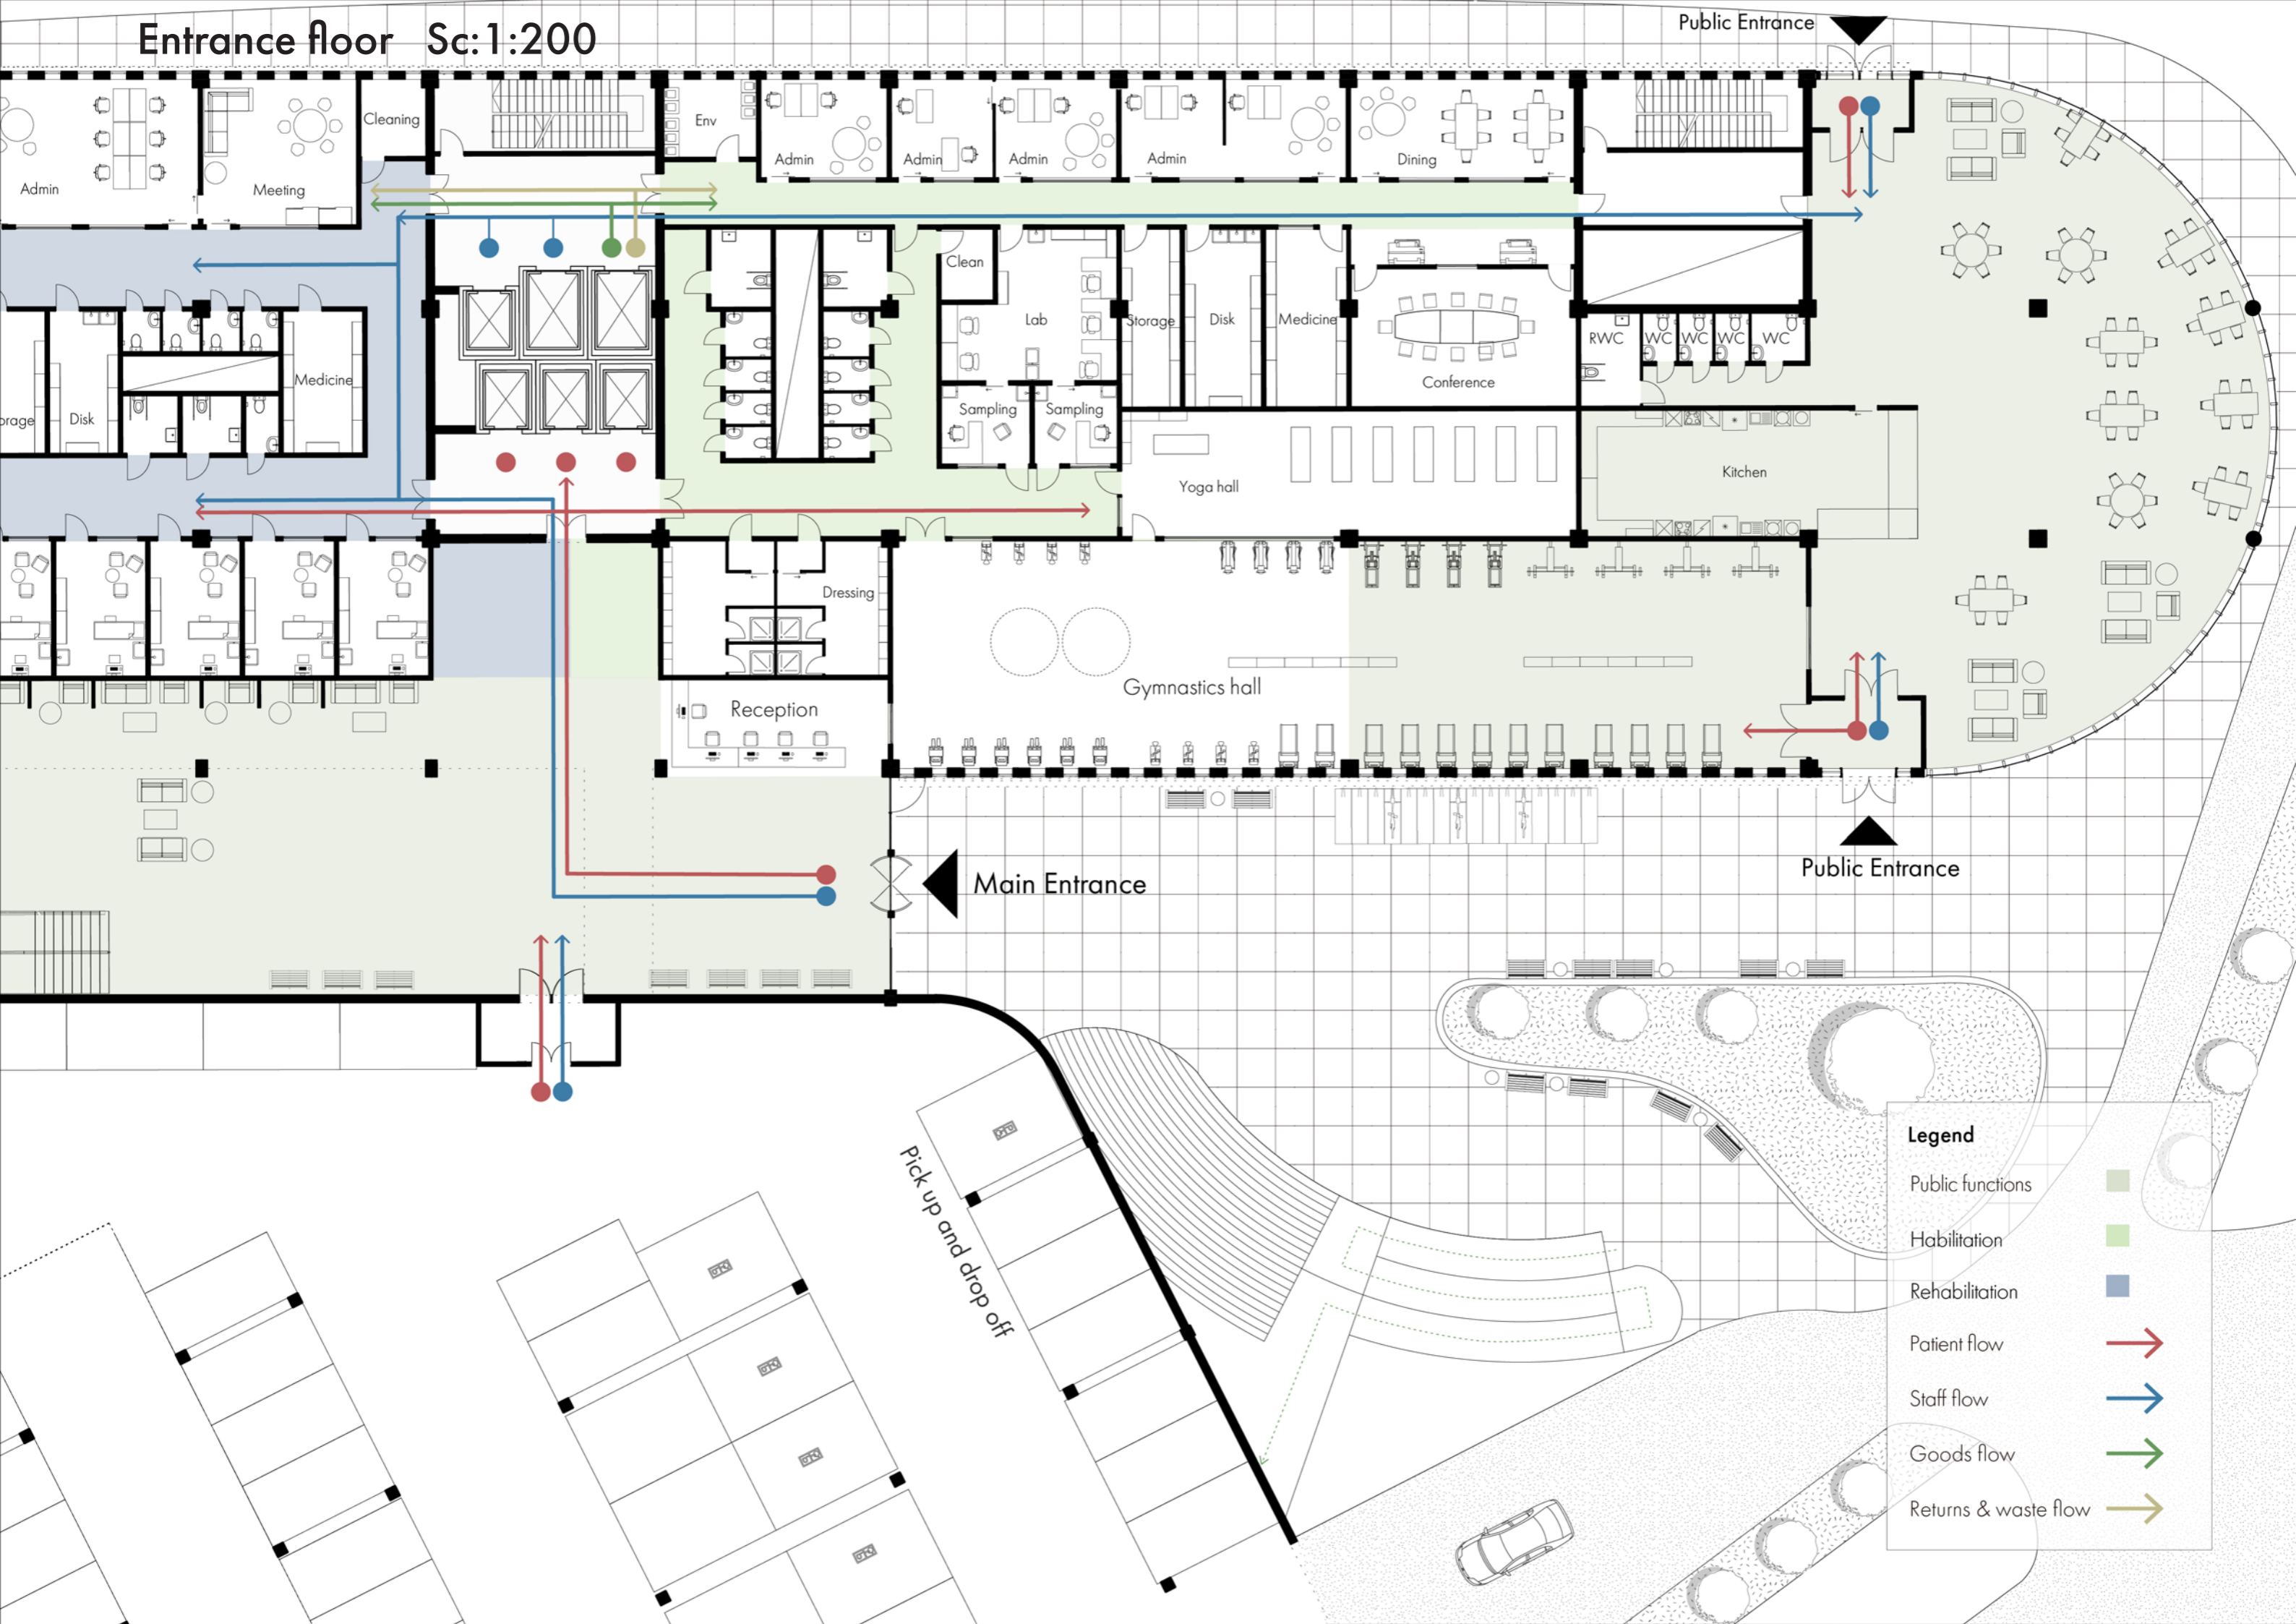 Entrance floor Sc:1:200
Public Entrance
Cleaning
Env
Admin
Admin
Admin
Admin
Dining
Admin
Meeting
Clean
Lab
Storage
Disk
Medicine
RWC
WC
WC
WC
WC
Conference
Medicine
orage
Disk
Sampling
Sampling
Yoga hall
Kitchen
Dressing
Gymnastics hall
Reception
Main Entrance
Public Entrance
Pick up and drop off
Legend
Public functions
Habilitation
Rehabilitation
Patient flow
Staff flow
Goods flow
Returns & waste flow